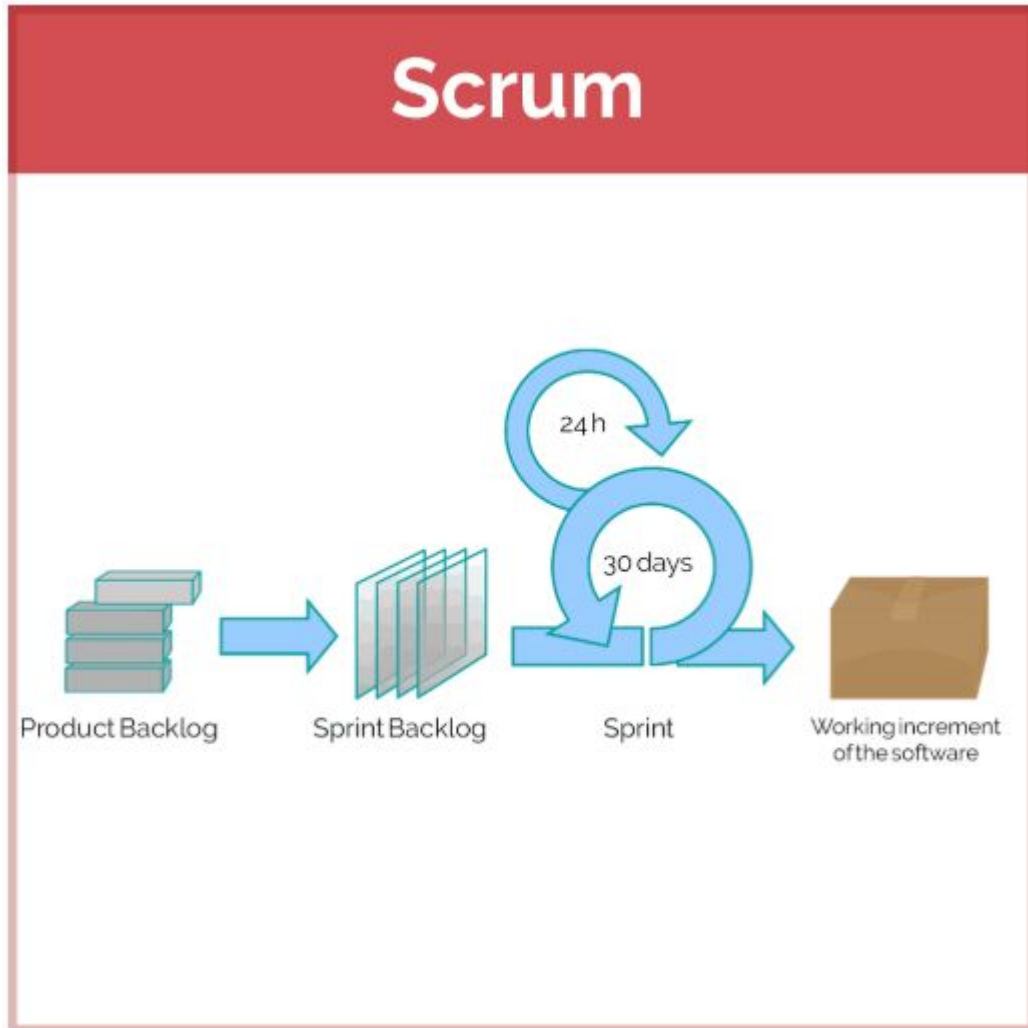 Scrum
24 h
30 days
Product Backlog
Sprint Backlog
Sprint
Working increment
of the software